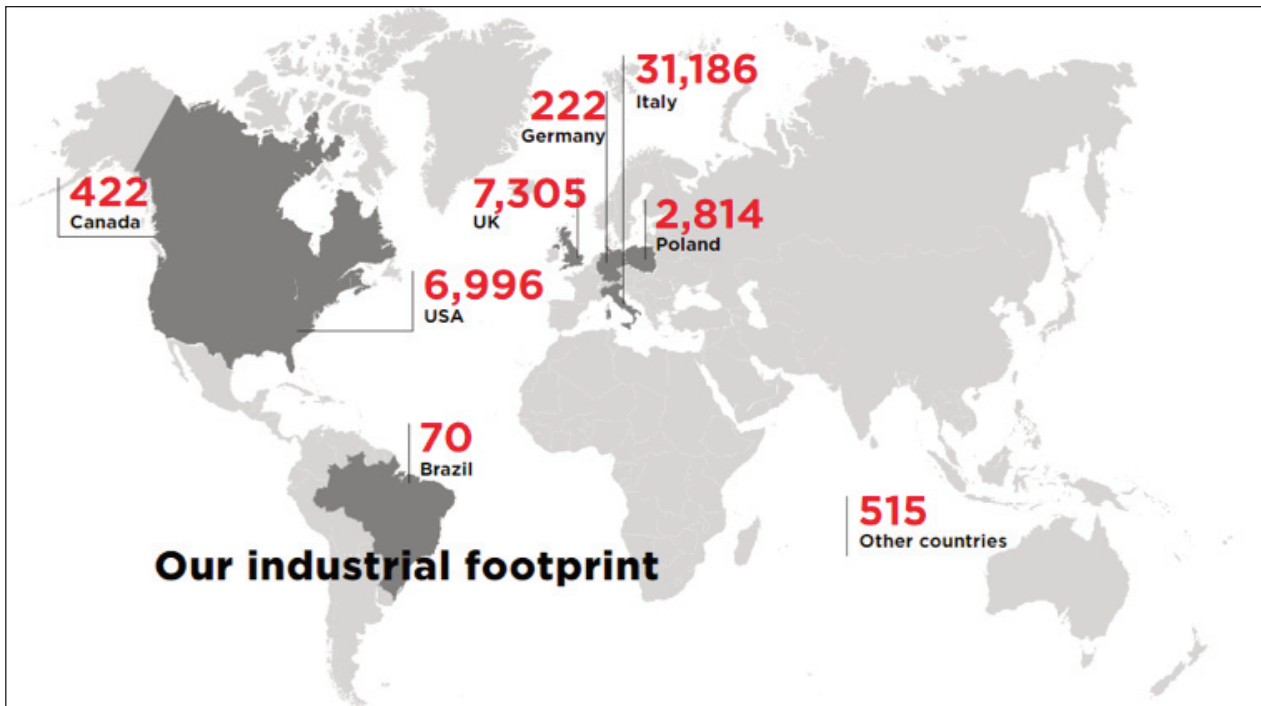 31,186
Italy
222
Germany
422
Canada
7,305
UK
2,814
Poland
6,996
USA
70
Brazil
515
Other countries
Our industrial footprint